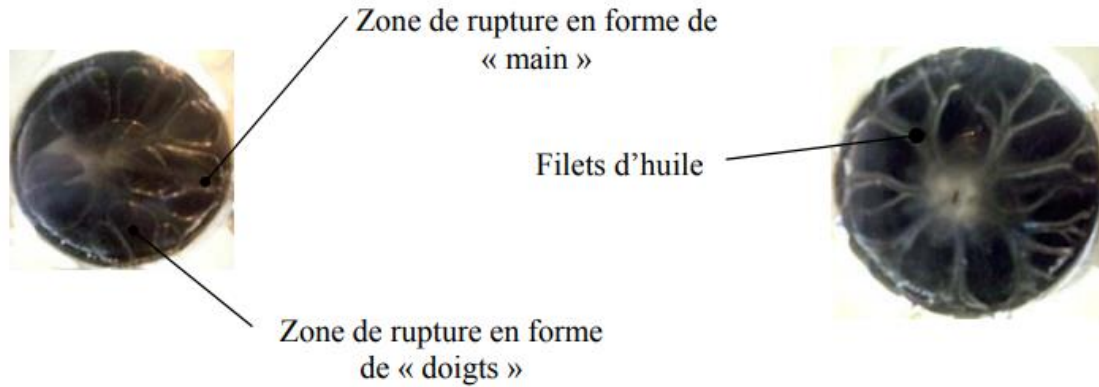 Zone de rupture en forme de
« main »
Filets d’huile
Zone de rupture en forme
de « doigts »